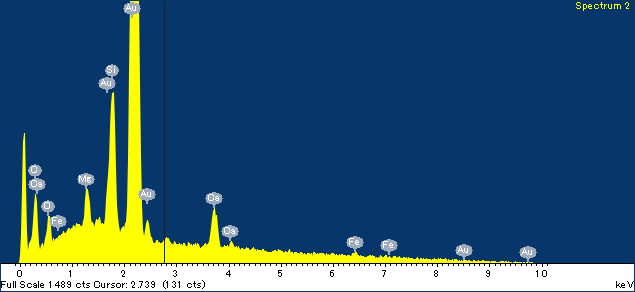 Spectrum 2
Au
Si
Au
Mg
C
Ca
Au
O
Fe
Ca
Ca
Fe
Fe
Au
Au
0 1 2 3 4 5 6 7 8 9 10
Full Scale 1489 cts Cursor: 2.739 (131 cts) keV